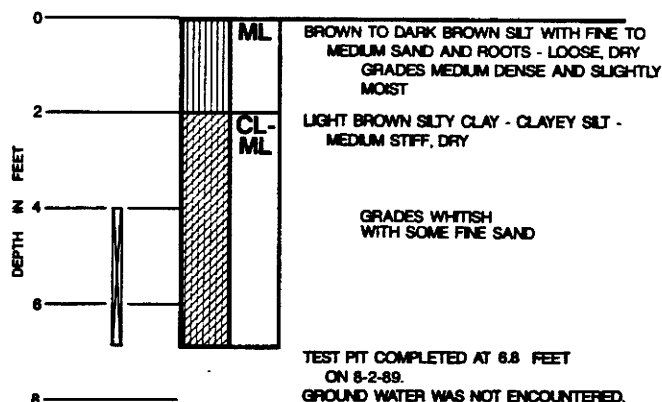 0
ML
BROWN TO DARK BROWN SILT WITH FINE TO
MEDIUM SAND AND ROOTS - LOOSE, DRY
GRADES MEDIUM DENSE AND SLIGHTLY
MOIST
2
CL-
ML
LIGHT BROWN SILTY CLAY - CLAYEY SILT -
MEDIUM STIFF, DRY
DEPTH IN FEET
4
GRADES WHITISH
WITH SOME FINE SAND
6
TEST PIT COMPLETED AT 6.8 FEET
ON 8-2-89.
8
GROUND WATER WAS NOT ENCOUNTERED.